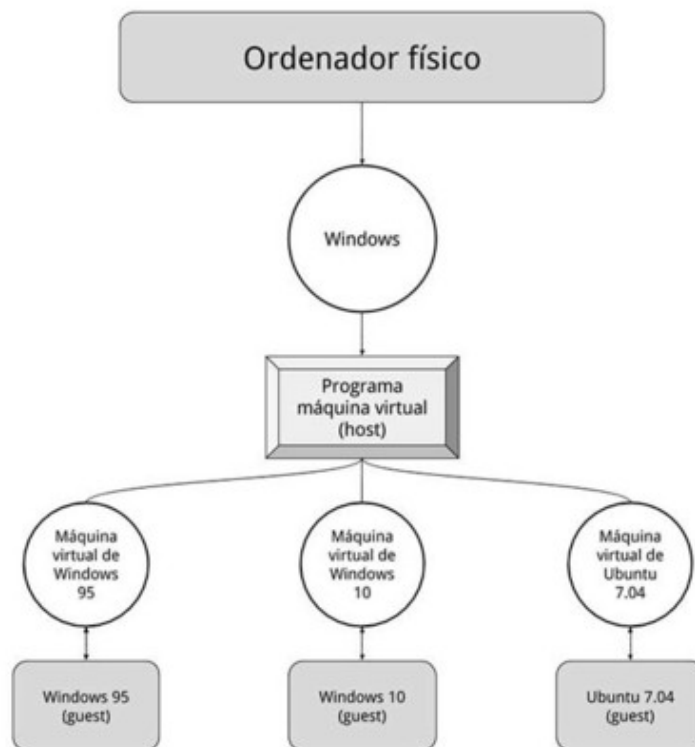 Ordenador físico
Windows
Programa
máquina virtual
(host)
Máquina
virtual de
Windows
95
Máquina
virtual de
Windows
10
Máquina
virtual de
Ubuntu
7.04
Windows 95
(guest)
Windows 10
(guest)
Ubuntu 7.04
(guest)